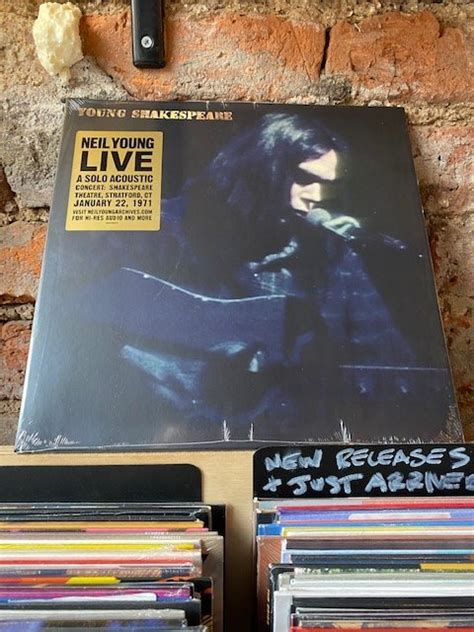 YOUNG SHAKESPEARE
NEIL YOUNG
LIVE
A SOLO ACOUSTIC
CONCERT: SHAKESPEARE
THEATRE, STRATFORD, CT
JANUARY 22, 1971
VISIT NEILYOUNGARCHIVES.COM
FOR HI-RES AUDIO AND MORE
NEW RELEASES
+ JUST ARRIVED